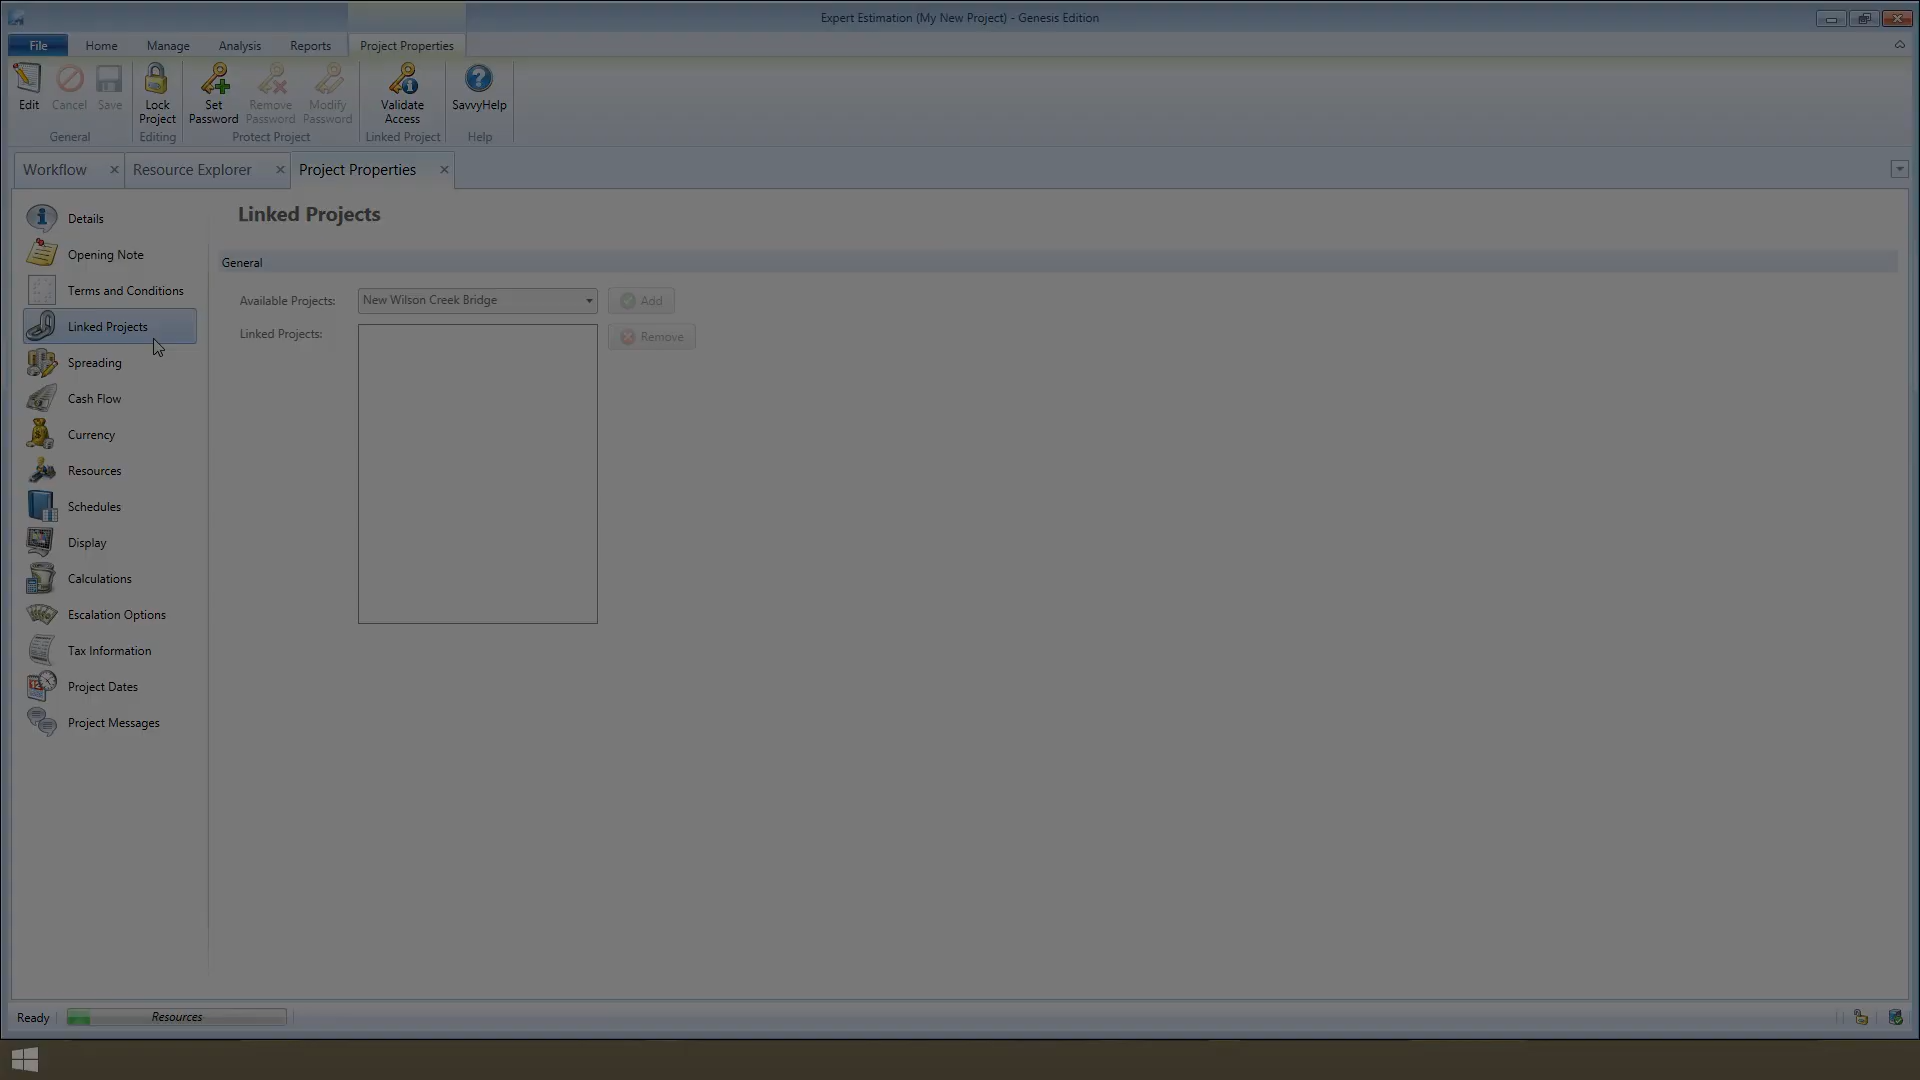 Expert Estimation (My New Project) - Genesis Edition
File Home Manage Analysis Reports Project Properties
Edit Cancel Save Lock Project Set Password Remove Password Modify Password Validate Access SavvyHelp
General Editing Protect Project Linked Project Help
Workflow Resource Explorer Project Properties
Details
Opening Note
Terms and Conditions
Linked Projects
Spreading
Cash Flow
Currency
Resources
Schedules
Display
Calculations
Escalation Options
Tax Information
Project Dates
Project Messages
Linked Projects
General
Available Projects: New Wilson Creek Bridge Add
Linked Projects: Remove
Ready Resources